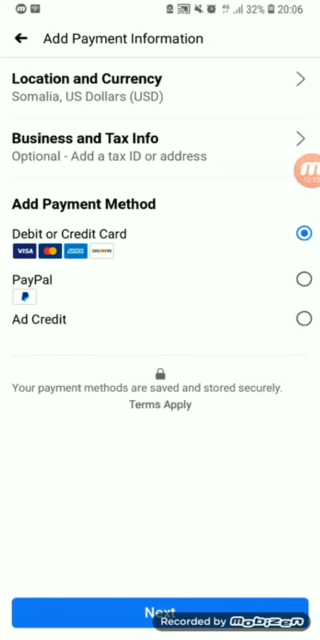 32% 20:06
Add Payment Information
Location and Currency
Somalia, US Dollars (USD)
Business and Tax Info
Optional - Add a tax ID or address
Add Payment Method
Debit or Credit Card
VISA
PayPal
Ad Credit
Your payment methods are saved and stored securely.
Terms Apply
Next
Recorded by mobizen